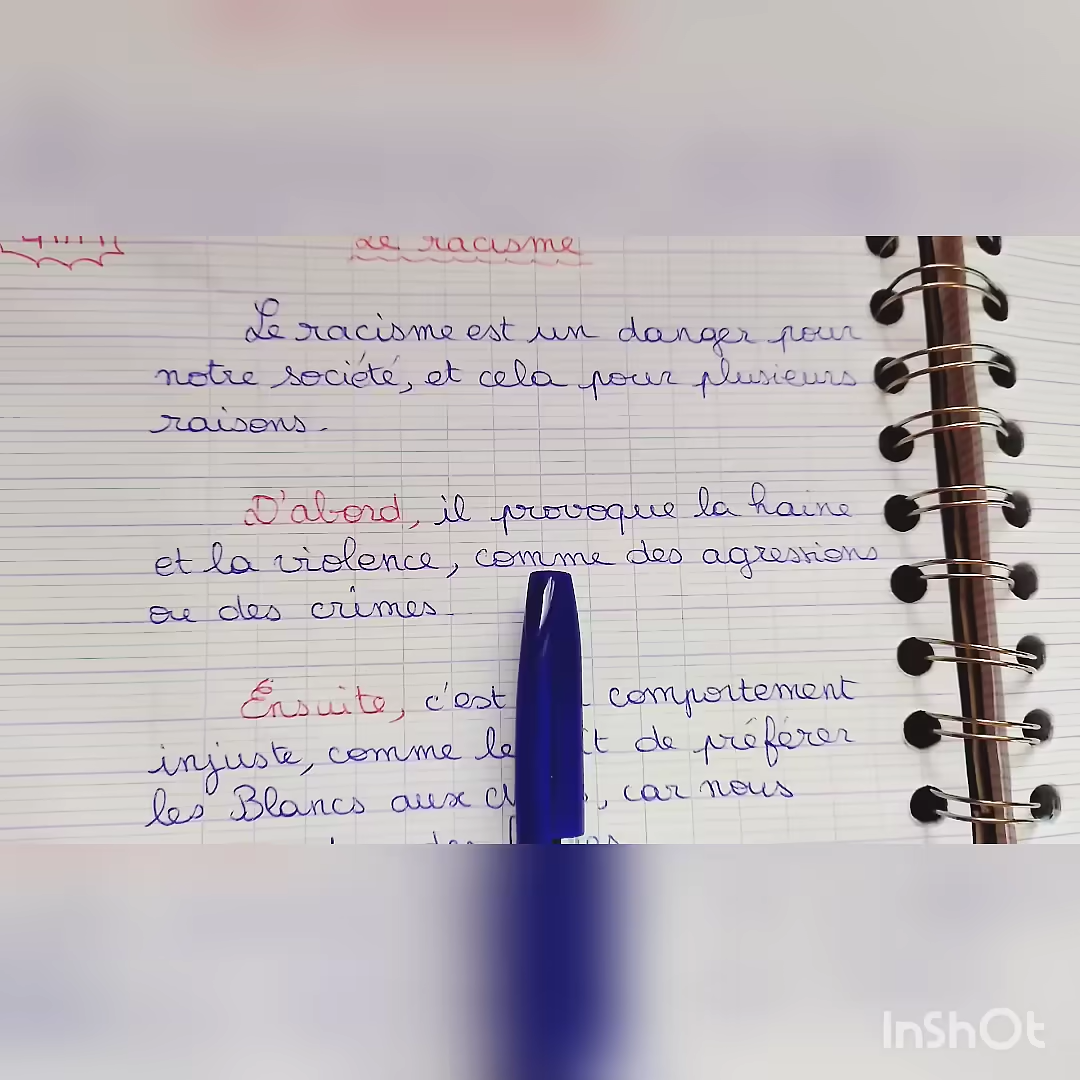 Le racisme
Le racisme est un danger pour
notre société, et cela pour plusieurs
raisons.
D'abord, il provoque la haine
et la violence, comme des agressions
ou des crîmes.
Ensuite, c'est comportement
injuste, comme de préférer
les Blancs aux, car nous
InShOt